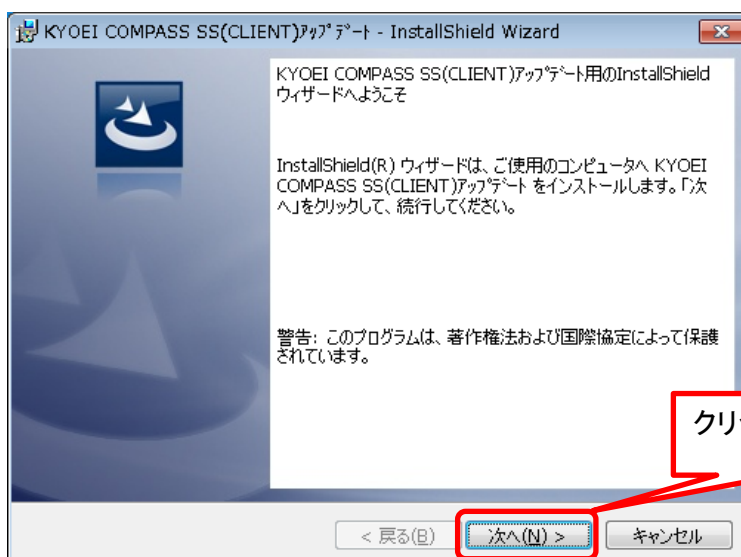 KYOEI COMPASS SS(CLIENT)ｱｯﾌﾟﾃﾞｰﾄ - InstallShield Wizard
KYOEI COMPASS SS(CLIENT)ｱｯﾌﾟﾃﾞｰﾄ用のInstallShield
ウィザードへようこそ
InstallShield(R) ウィザードは、ご使用のコンピュータへ KYOEI
COMPASS SS(CLIENT)ｱｯﾌﾟﾃﾞｰﾄ をインストールします。「次
へ」をクリックして、続行してください。
警告: このプログラムは、著作権法および国際協定によって保護
されています。
クリ
< 戻る(B)
次へ(N) >
キャンセル